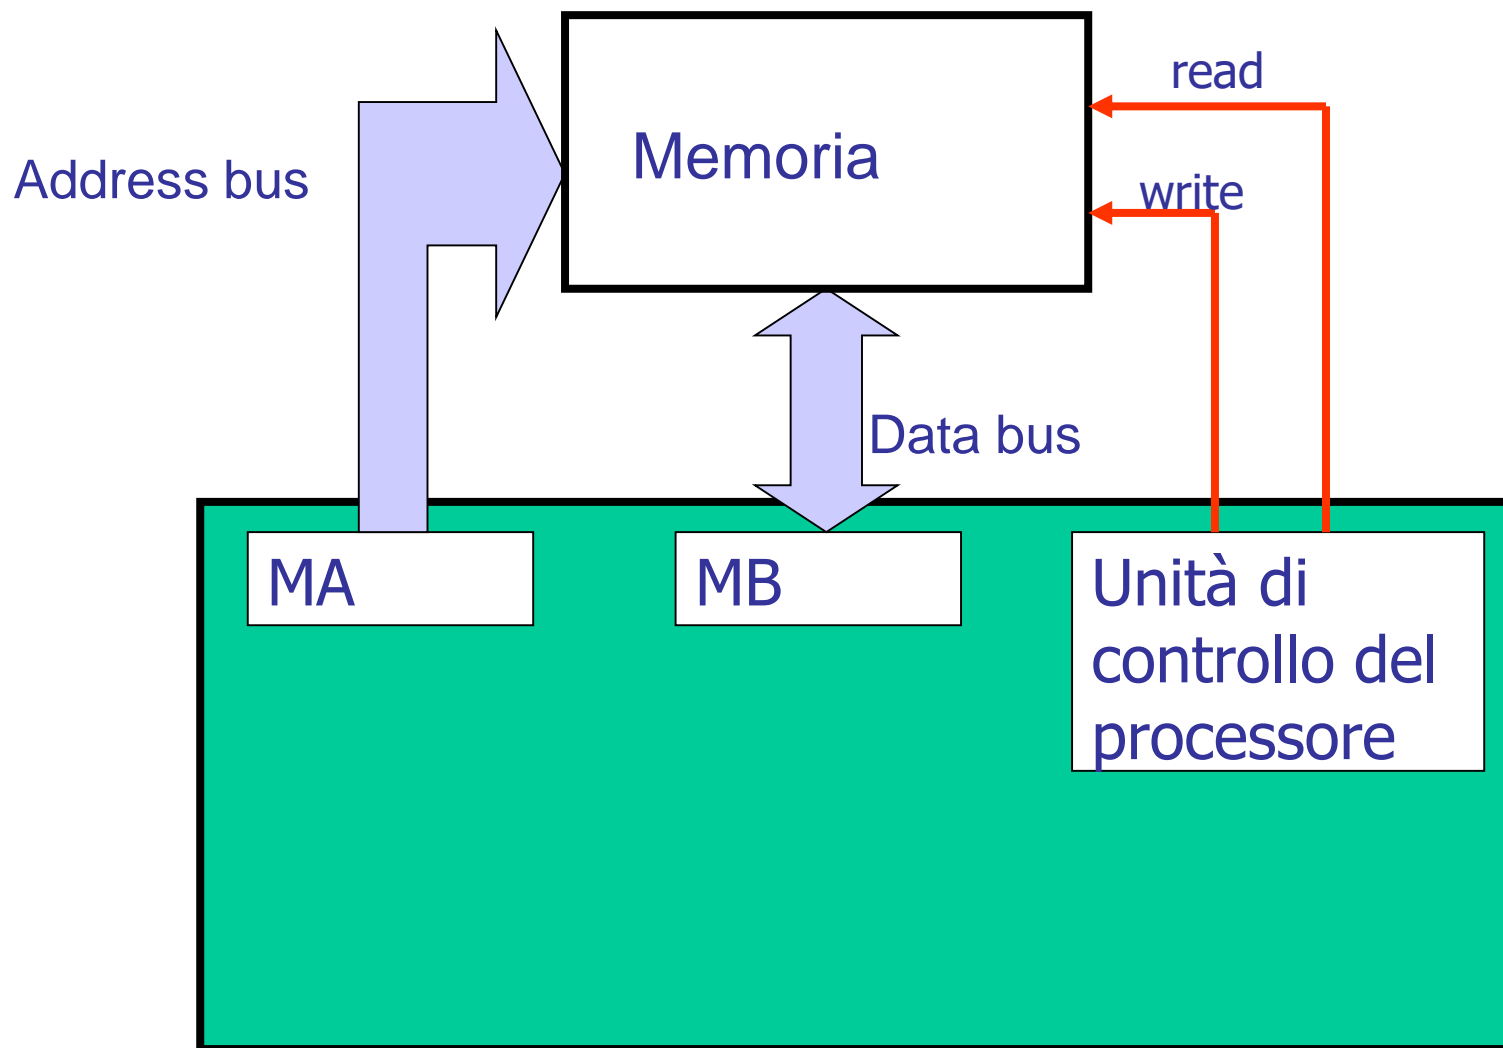 read
Memoria
Address bus
write
Data bus
MA
MB
Unità di
controllo del
processore